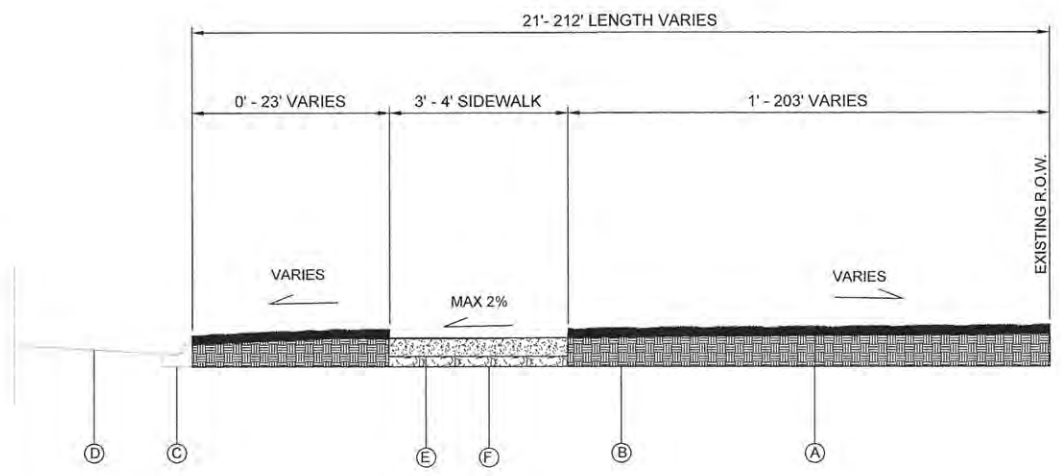 21'- 212' LENGTH VARIES
0' - 23' VARIES
3' - 4' SIDEWALK
1' - 203' VARIES
EXISTING R.O.W.
VARIES
MAX 2%
VARIES
D
C
E
F
B
A